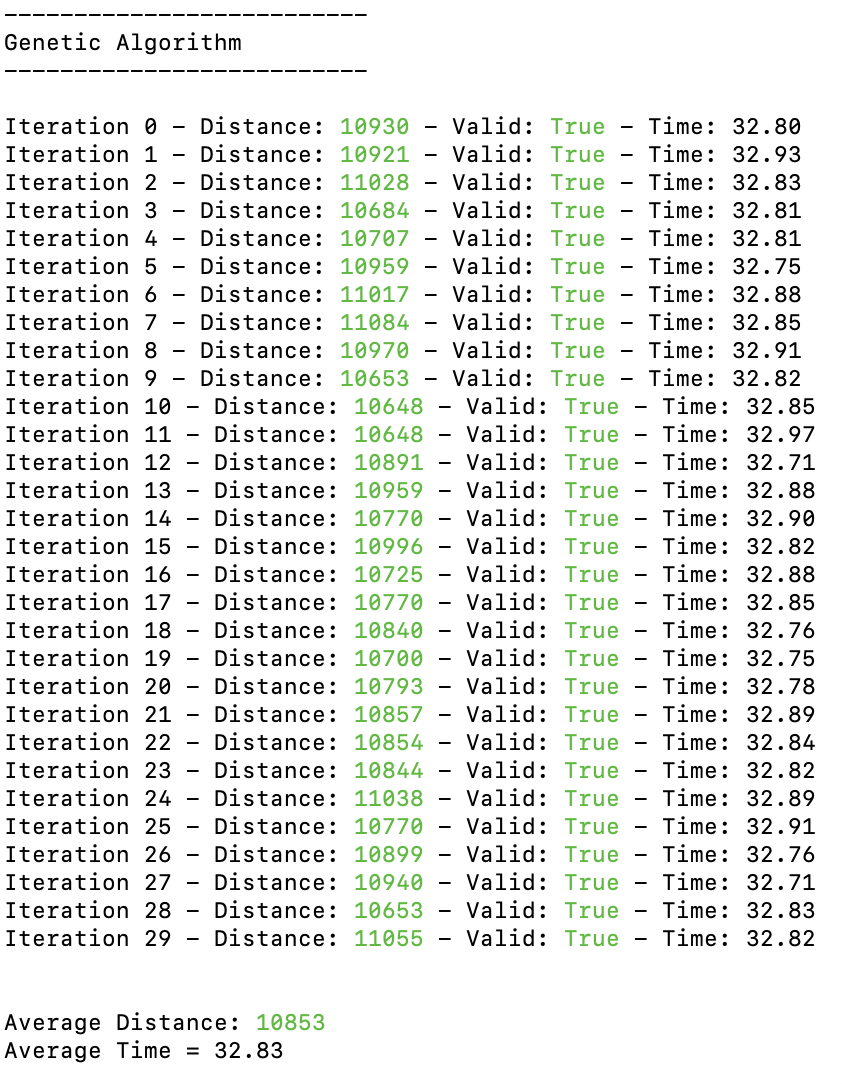 --------------------------
Genetic Algorithm
--------------------------
Iteration 0 - Distance: 10930 - Valid: True - Time: 32.80
Iteration 1 - Distance: 10921 - Valid: True - Time: 32.93
Iteration 2 - Distance: 11028 - Valid: True - Time: 32.83
Iteration 3 - Distance: 10684 - Valid: True - Time: 32.81
Iteration 4 - Distance: 10707 - Valid: True - Time: 32.81
Iteration 5 - Distance: 10959 - Valid: True - Time: 32.75
Iteration 6 - Distance: 11017 - Valid: True - Time: 32.88
Iteration 7 - Distance: 11084 - Valid: True - Time: 32.85
Iteration 8 - Distance: 10970 - Valid: True - Time: 32.91
Iteration 9 - Distance: 10653 - Valid: True - Time: 32.82
Iteration 10 - Distance: 10648 - Valid: True - Time: 32.85
Iteration 11 - Distance: 10648 - Valid: True - Time: 32.97
Iteration 12 - Distance: 10891 - Valid: True - Time: 32.71
Iteration 13 - Distance: 10959 - Valid: True - Time: 32.88
Iteration 14 - Distance: 10770 - Valid: True - Time: 32.90
Iteration 15 - Distance: 10996 - Valid: True - Time: 32.82
Iteration 16 - Distance: 10725 - Valid: True - Time: 32.88
Iteration 17 - Distance: 10770 - Valid: True - Time: 32.85
Iteration 18 - Distance: 10840 - Valid: True - Time: 32.76
Iteration 19 - Distance: 10700 - Valid: True - Time: 32.75
Iteration 20 - Distance: 10793 - Valid: True - Time: 32.78
Iteration 21 - Distance: 10857 - Valid: True - Time: 32.89
Iteration 22 - Distance: 10854 - Valid: True - Time: 32.84
Iteration 23 - Distance: 10844 - Valid: True - Time: 32.82
Iteration 24 - Distance: 11038 - Valid: True - Time: 32.89
Iteration 25 - Distance: 10770 - Valid: True - Time: 32.91
Iteration 26 - Distance: 10899 - Valid: True - Time: 32.76
Iteration 27 - Distance: 10940 - Valid: True - Time: 32.71
Iteration 28 - Distance: 10653 - Valid: True - Time: 32.83
Iteration 29 - Distance: 11055 - Valid: True - Time: 32.82
Average Distance: 10853
Average Time = 32.83